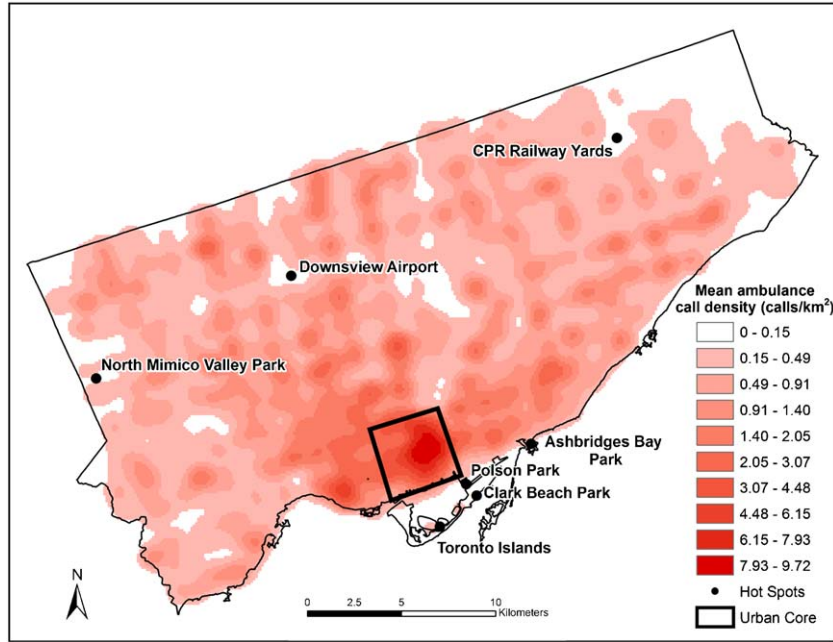 CPR Railway Yards
Downsview Airport
North Mimico Valley Park
Ashbridges Bay
Park
Polson Park
Clark Beach Park
Toronto Islands
N
0 2.5 5 10
Kilometers
Mean ambulance
call density (calls/km²)
0 - 0.15
0.15 - 0.49
0.49 - 0.91
0.91 - 1.40
1.40 - 2.05
2.05 - 3.07
3.07 - 4.48
4.48 - 6.15
6.15 - 7.93
7.93 - 9.72
Hot Spots
Urban Core